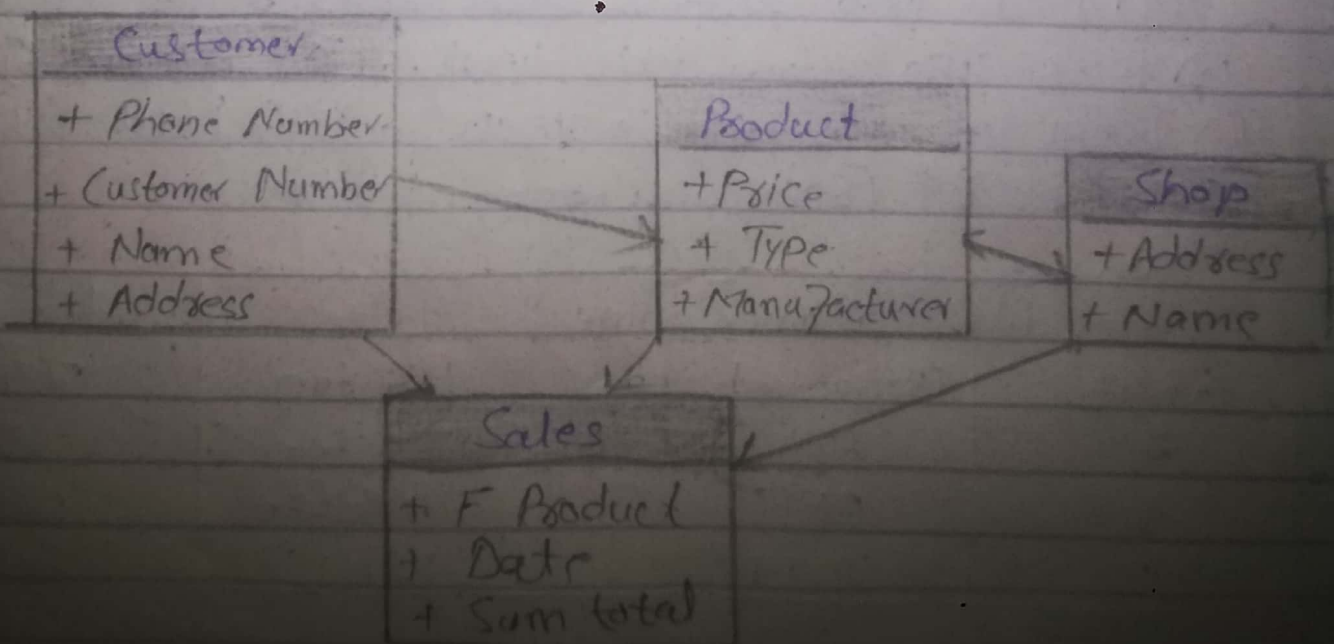 Customer
+ Phone Number
+ Customer Number
+ Name
+ Address
Product
+ Price
+ Type
+ Manufacturer
Shop
+ Address
+ Name
Sales
+ F Product
+ Date
+ Sum total